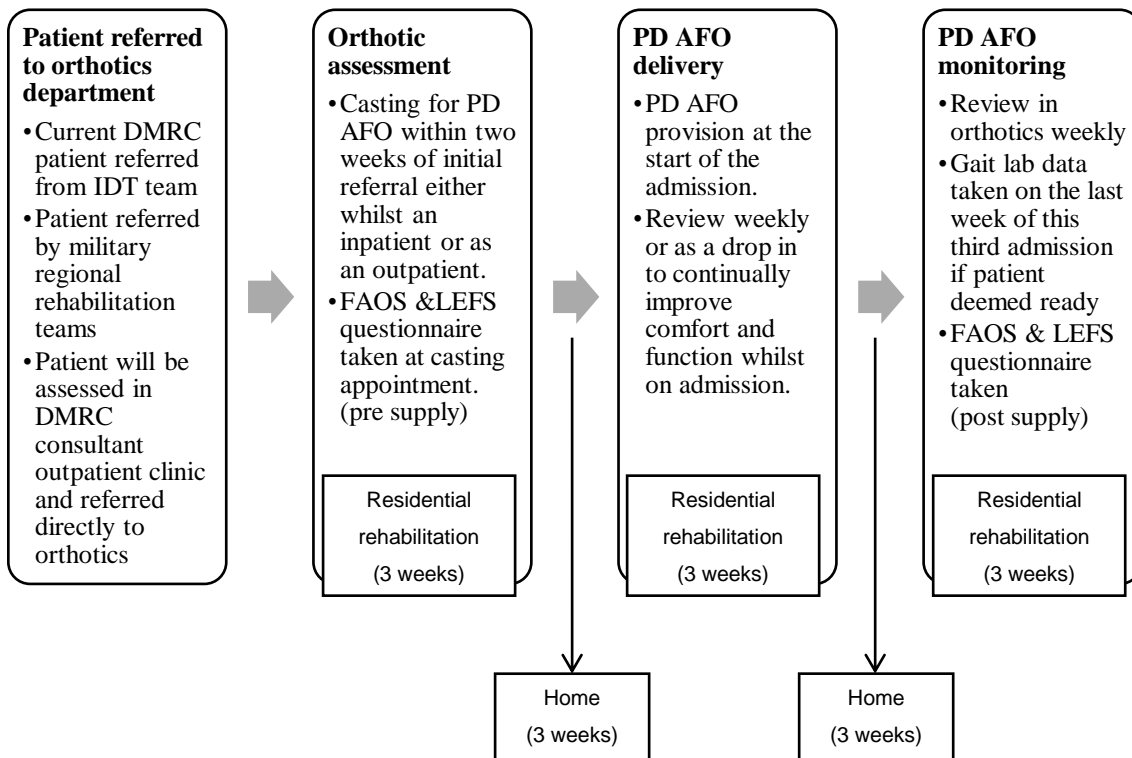 Patient referred
to orthotics
department
•Current DMRC
patient referred
from IDT team
•Patient referred
by military
regional
rehabilitation
teams
•Patient will be
assessed in
DMRC
consultant
outpatient clinic
and referred
directly to
orthotics
Orthotic
assessment
•Casting for PD
AFO within two
weeks of initial
referral either
whilst an
inpatient or as
an outpatient.
•FAOS &LEFS
questionnaire
taken at casting
appointment.
(pre supply)
Residential
rehabilitation
(3 weeks)
Home
(3 weeks)
PD AFO
delivery
•PD AFO
provision at the
start of the
admission.
•Review weekly
or as a drop in
to continually
improve
comfort and
function whilst
on admission.
Residential
rehabilitation
(3 weeks)
Home
(3 weeks)
PD AFO
monitoring
•Review in
orthotics weekly
•Gait lab data
taken on the last
week of this
third admission
if patient
deemed ready
•FAOS & LEFS
questionnaire
taken
(post supply)
Residential
rehabilitation
(3 weeks)